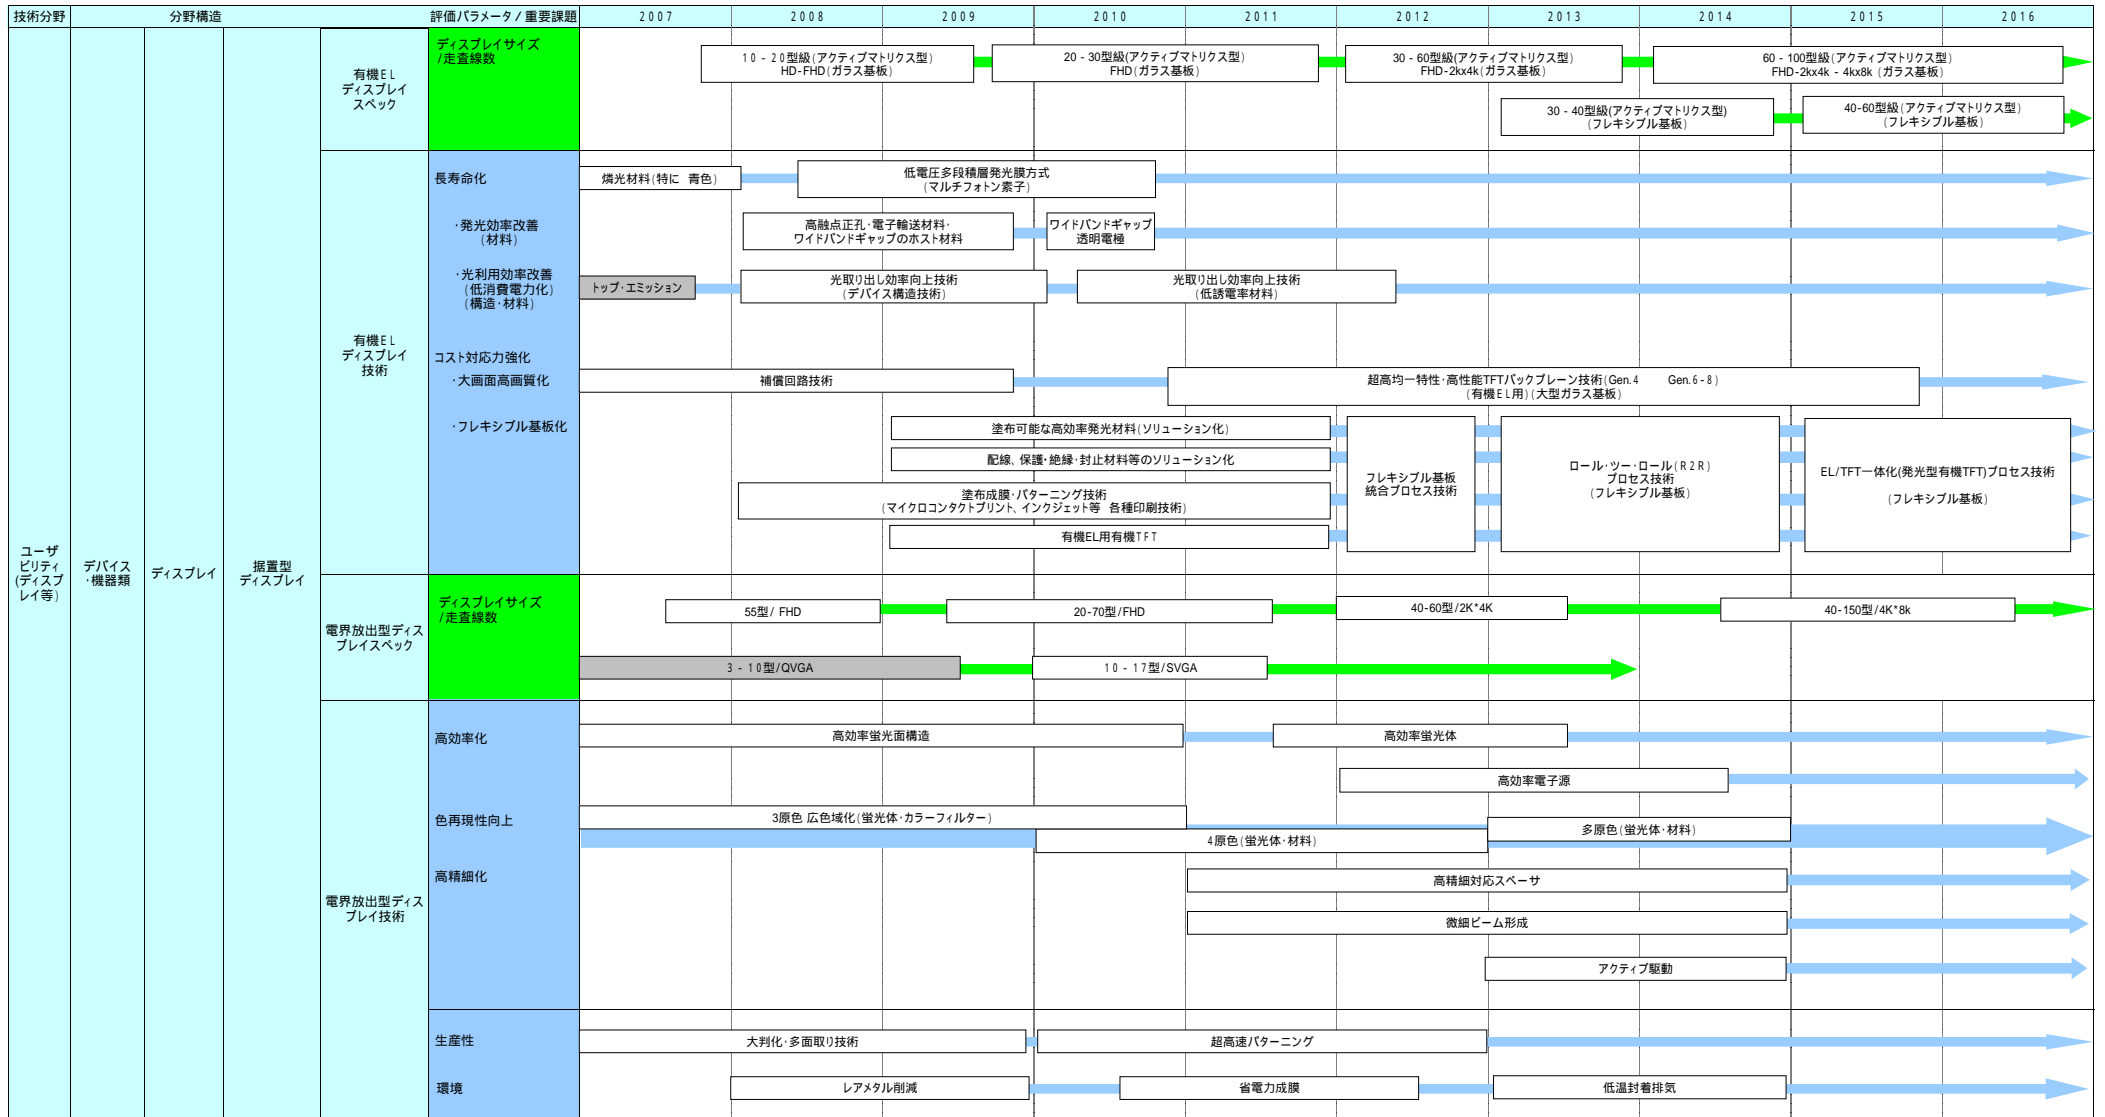 技術分野 分野構造 評価パラメータ / 重要課題 2007 2008 2009 2010 2011 2012 2013 2014 2015 2016
ユーザ
ビリティ
(ディスプ
レイ等)
デバイス
・機器類
ディスプレイ
据置型
ディスプレイ
有機EL
ディスプレイ
スペック
ディスプレイサイズ
/走査線数
10 - 20型級(アクティブマトリクス型)
HD-FHD(ガラス基板)
20 - 30型級(アクティブマトリクス型)
FHD(ガラス基板)
30 - 60型級(アクティブマトリクス型)
FHD-2kx4k(ガラス基板)
60 - 100型級(アクティブマトリクス型)
FHD-2kx4k - 4kx8k (ガラス基板)
30 - 40型級(アクティブマトリクス型)
(フレキシブル基板)
40-60型級(アクティブマトリクス型)
(フレキシブル基板)
有機EL
ディスプレイ
技術
長寿命化
燐光材料(特に 青色)
低電圧多段積層発光膜方式
(マルチフォトン素子)
・発光効率改善
(材料)
高融点正孔・電子輸送材料・
ワイドバンドギャップのホスト材料
ワイドバンドギャップ
透明電極
・光利用効率改善
(低消費電力化)
(構造・材料)
トップ・エミッション
光取り出し効率向上技術
(デバイス構造技術)
光取り出し効率向上技術
(低誘電率材料)
コスト対応力強化
・大画面高画質化
補償回路技術
超高均一特性・高性能TFTバックプレーン技術(Gen.4 Gen.6-8)
(有機EL用)(大型ガラス基板)
・フレキシブル基板化
塗布可能な高効率発光材料(ソリューション化)
配線、保護・絶縁・封止材料等のソリューション化
塗布成膜・パターニング技術
(マイクロコンタクトプリント、インクジェット等 各種印刷技術)
有機EL用有機TFT
フレキシブル基板
統合プロセス技術
ロール・ツー・ロール(R2R)
プロセス技術
(フレキシブル基板)
EL/TFT一体化(発光型有機TFT)プロセス技術
(フレキシブル基板)
電界放出型ディス
プレイスペック
ディスプレイサイズ
/走査線数
55型/ FHD
20-70型/FHD
40-60型/2K*4K
40-150型/4K*8k
3 - 10型/QVGA
10 - 17型/SVGA
電界放出型ディス
プレイ技術
高効率化
高効率蛍光面構造
高効率蛍光体
高効率電子源
色再現性向上
3原色 広色域化(蛍光体・カラーフィルター)
4原色(蛍光体・材料)
多原色(蛍光体・材料)
高精細化
高精細対応スペーサ
微細ビーム形成
アクティブ駆動
生産性
大判化・多面取り技術
超高速パターニング
環境
レアメタル削減
省電力成膜
低温封着排気